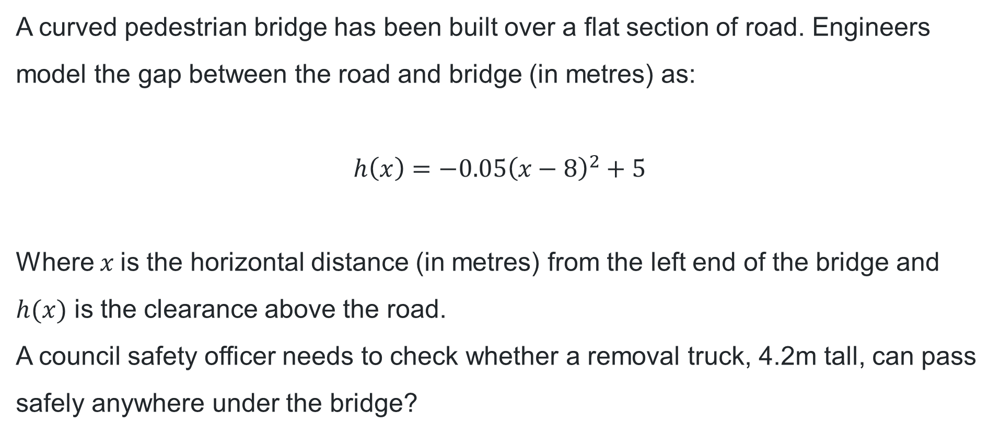 A curved pedestrian bridge has been built over a flat section of road. Engineers
model the gap between the road and bridge (in metres) as:
h(x) = −0.05(x − 8)² + 5
Where x is the horizontal distance (in metres) from the left end of the bridge and
h(x) is the clearance above the road.
A council safety officer needs to check whether a removal truck, 4.2m tall, can pass
safely anywhere under the bridge?